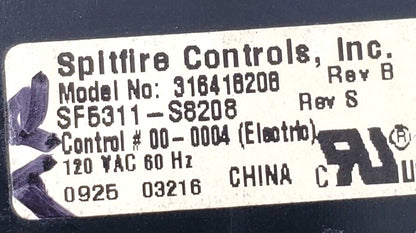 Spitfire Controls, Inc.
Model No: 316418208 Rev B
SF5311-S8208 Rev S
Control # 00-0004 (Electric)
120 VAC 60 Hz
0925 03216 CHINA C RU ® U